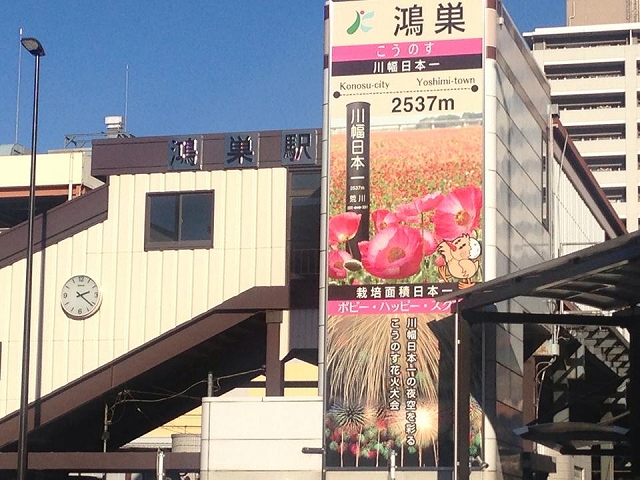 鴻巣
こうのす
川幅日本一
Konosu-city Yoshimi-town
2537m
川幅日本一
2537m
荒川
栽培面積日本一
ポピー・ハッピー・スク
川幅日本一の夜空を彩る
こうのす花火大会
鴻巣駅